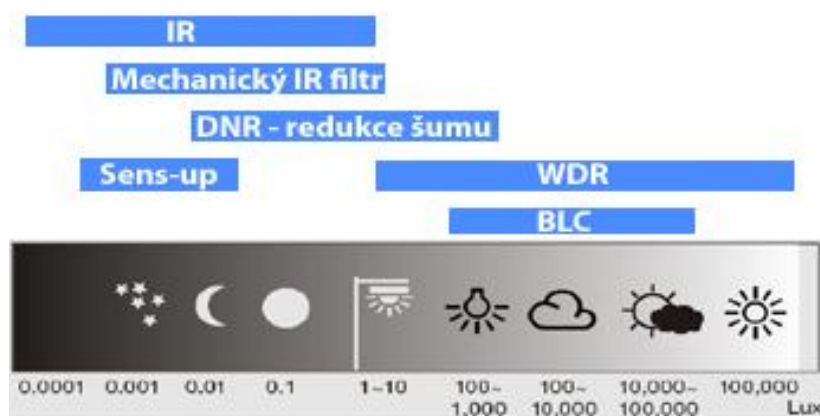 IR
Mechanický IR filtr
DNR - redukce šumu
Sens-up WDR
BLC
0.0001 0.001 0.01 0.1 1~10 100~ 100~ 10,000~ 100,000
1,000 10,000 100,000 Lux